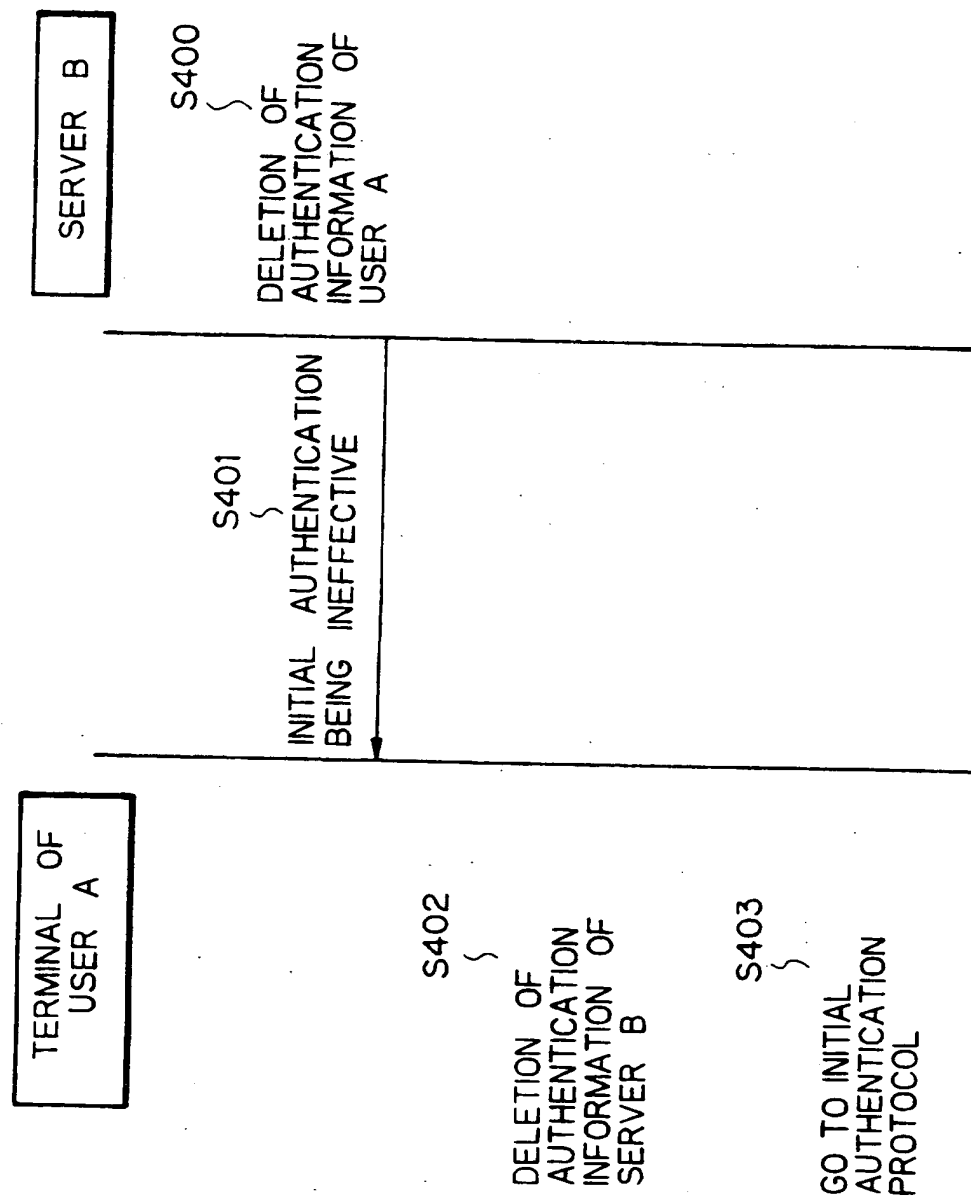 TERMINAL OF
USER A
SERVER B
S400
DELETION OF
AUTHENTICATION
INFORMATION OF
USER A
S401
INITIAL AUTHENTICATION
BEING INEFFECTIVE
S402
DELETION OF
AUTHENTICATION
INFORMATION OF
SERVER B
S403
GO TO INITIAL
AUTHENTICATION
PROTOCOL